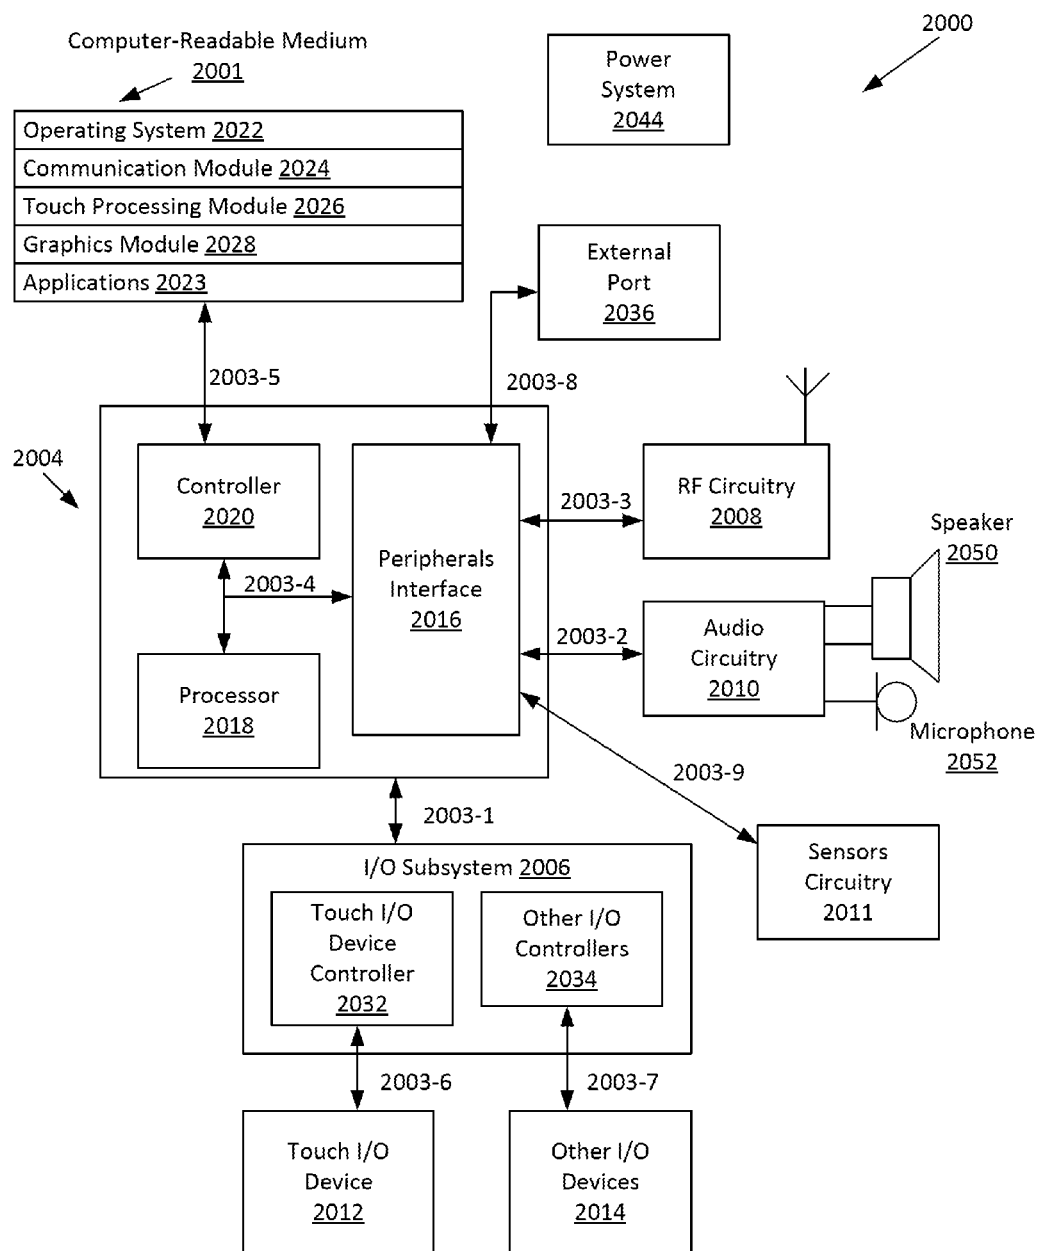 2000
Computer-Readable Medium
2001
Power
System
2044
Operating System 2022
Communication Module 2024
Touch Processing Module 2026
Graphics Module 2028
Applications 2023
External
Port
2036
2003-5
2003-8
2004
Controller
2020
Peripherals
Interface
2016
2003-4
Processor
2018
2003-3
RF Circuitry
2008
Speaker
2050
2003-2
Audio
Circuitry
2010
Microphone
2052
2003-9
2003-1
Sensors
Circuitry
2011
I/O Subsystem 2006
Touch I/O
Device
Controller
2032
Other I/O
Controllers
2034
2003-6
2003-7
Touch I/O
Device
2012
Other I/O
Devices
2014